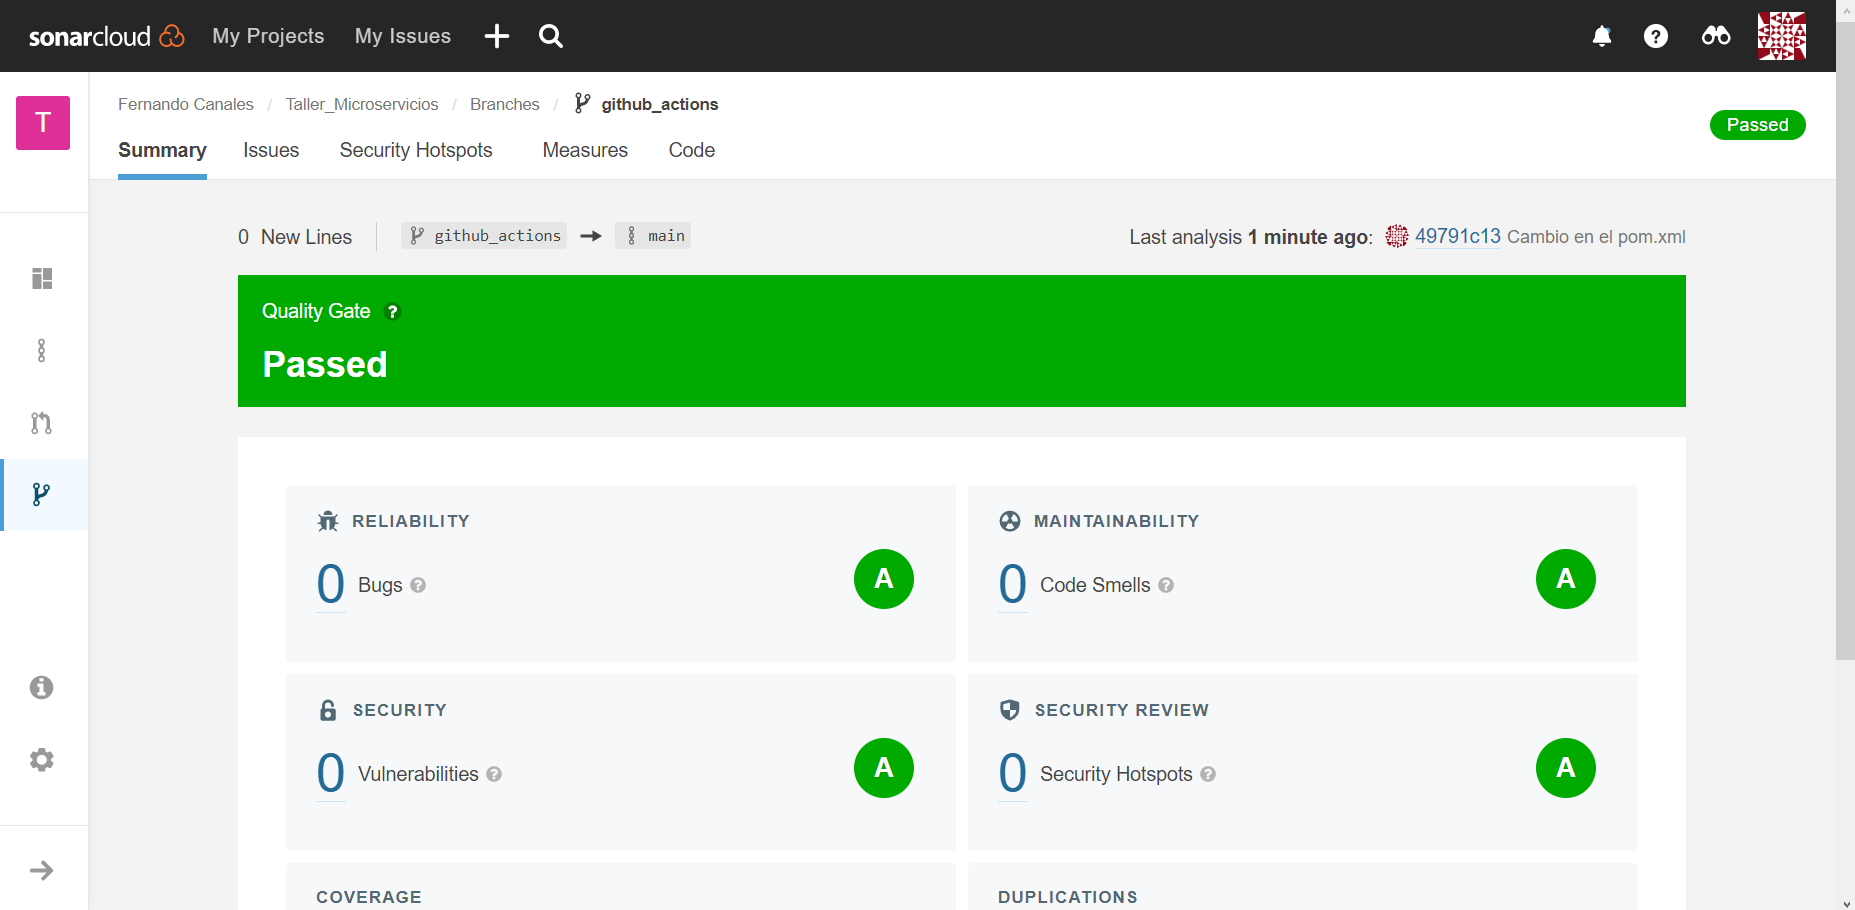 sonarcloud My Projects My Issues
T
Fernando Canales / Taller_Microservicios / Branches / github_actions
Passed
Summary Issues Security Hotspots Measures Code
0 New Lines github_actions main Last analysis 1 minute ago: 49791c13 Cambio en el pom.xml
Quality Gate ?
Passed
RELIABILITY
0 Bugs ? A
MAINTAINABILITY
0 Code Smells ? A
SECURITY
0 Vulnerabilities ? A
SECURITY REVIEW
0 Security Hotspots ? A
COVERAGE
DUPLICATIONS